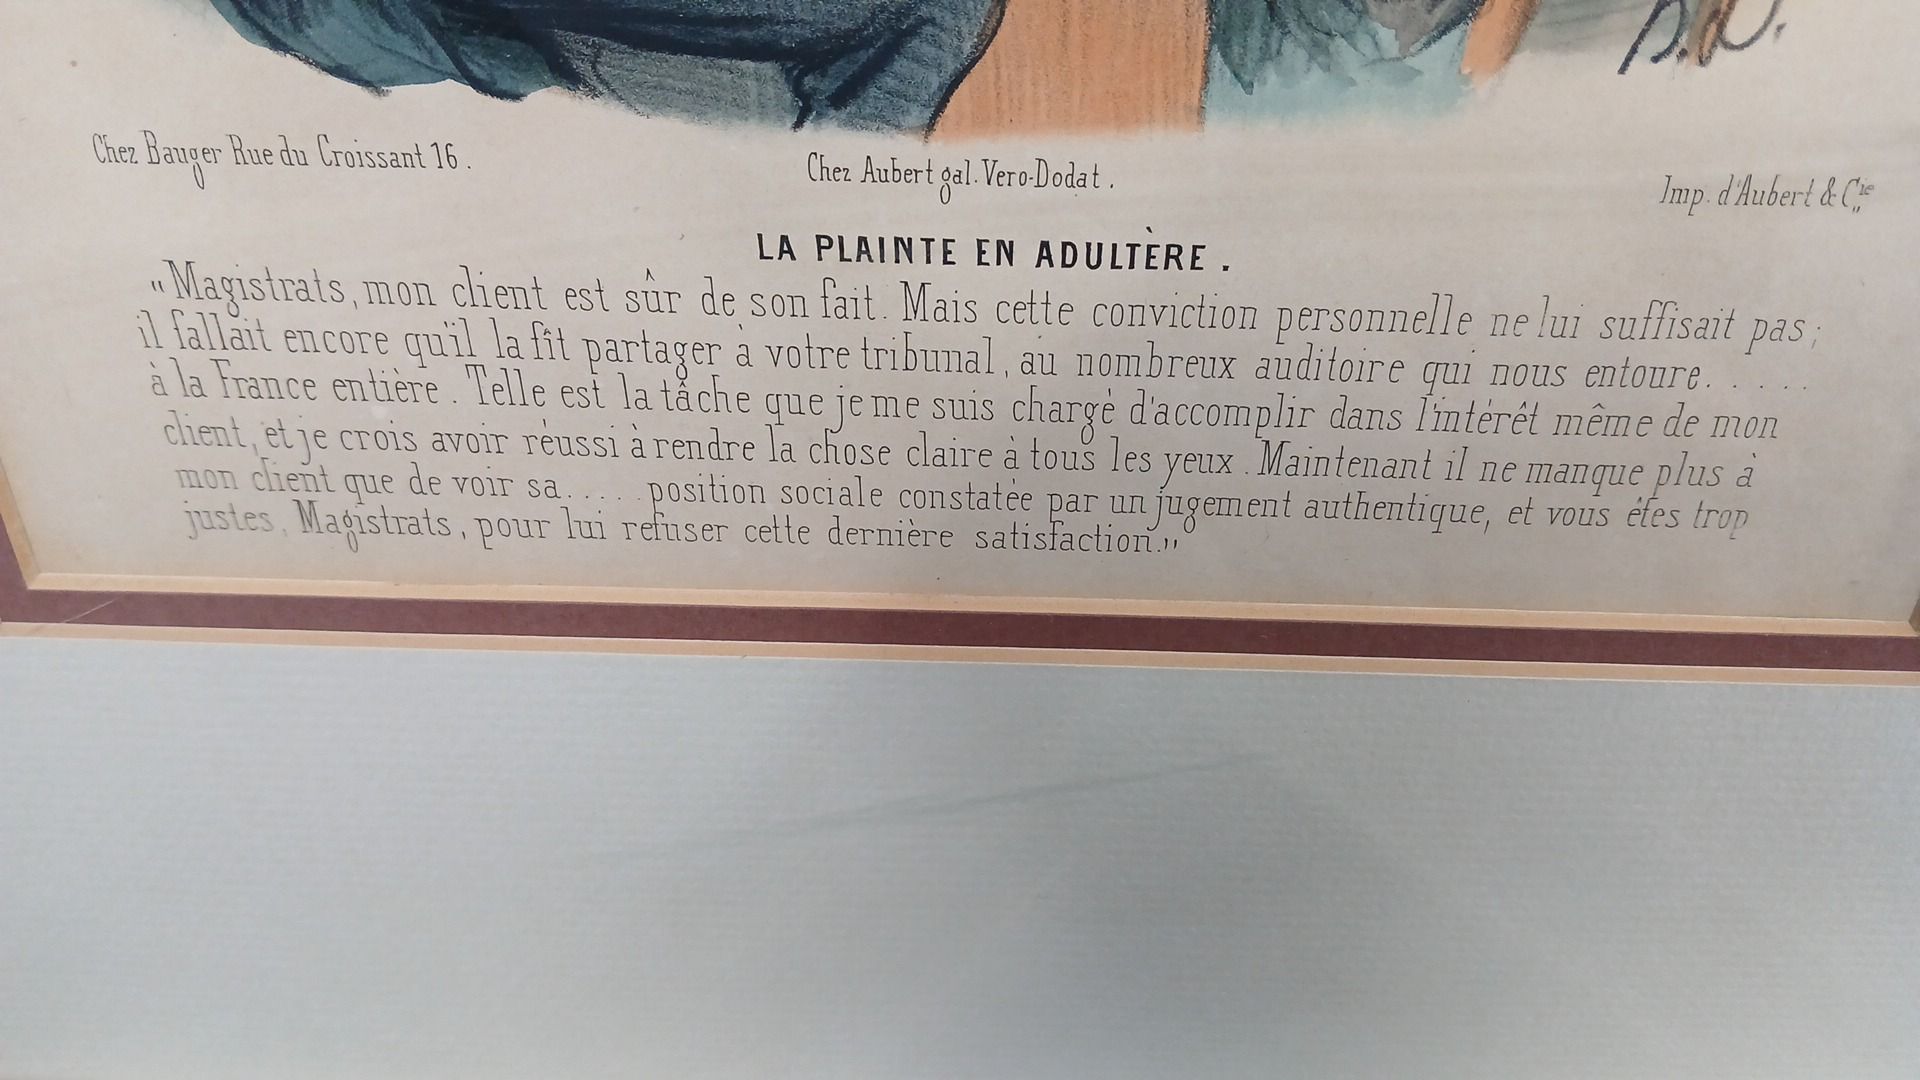 Chez Bauger Rue du Croissant 16.
Chez Aubert gal. Vero-Dodat.
Imp. d'Aubert & Cie
LA PLAINTE EN ADULTÈRE.
"Magistrats, mon client est sûr de son fait. Mais cette conviction personnelle ne lui suffisait pas;
il fallait encore qu'il la fît partager à votre tribunal, au nombreux auditoire qui nous entoure.....
à la France entière. Telle est la tâche que je me suis chargé d'accomplir dans l'intérêt même de mon
client, et je crois avoir réussi à rendre la chose claire à tous les yeux. Maintenant il ne manque plus à
mon client que de voir sa..... position sociale constatée par un jugement authentique, et vous êtes trop
justes, Magistrats, pour lui refuser cette dernière satisfaction."